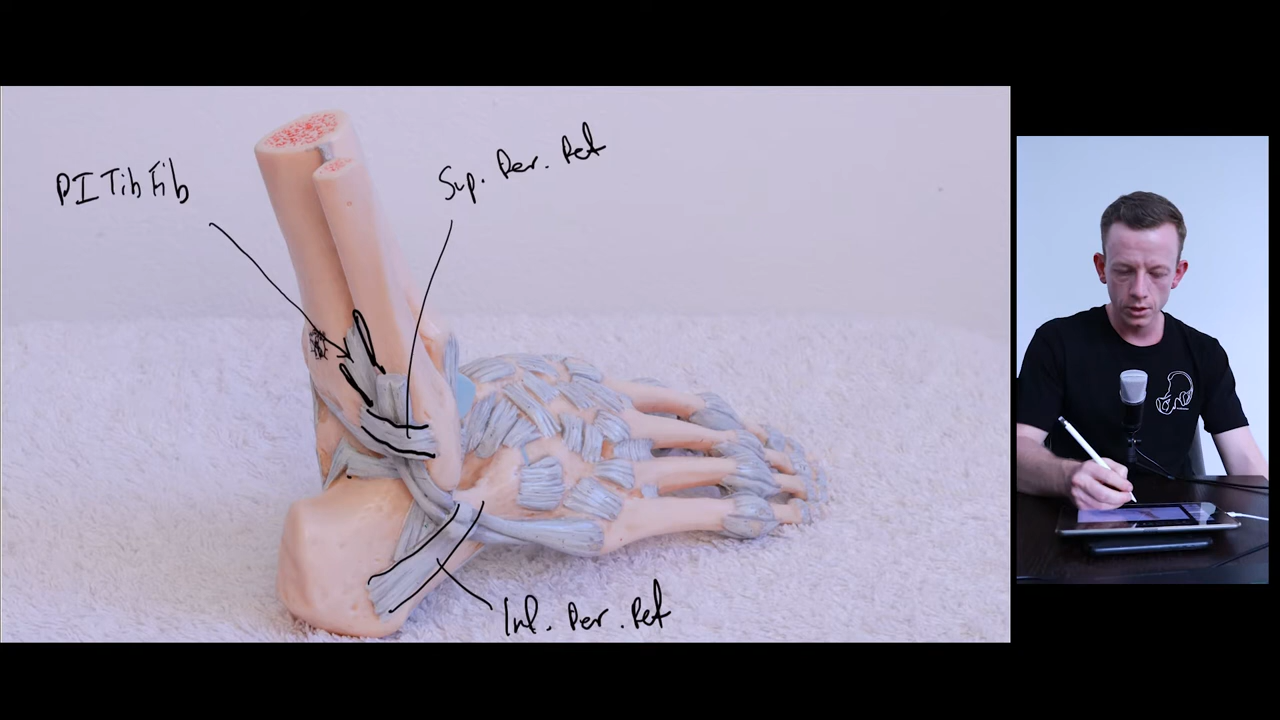 PI Tib Fib
Sup. Per. Ret
Inf. Per. Ret